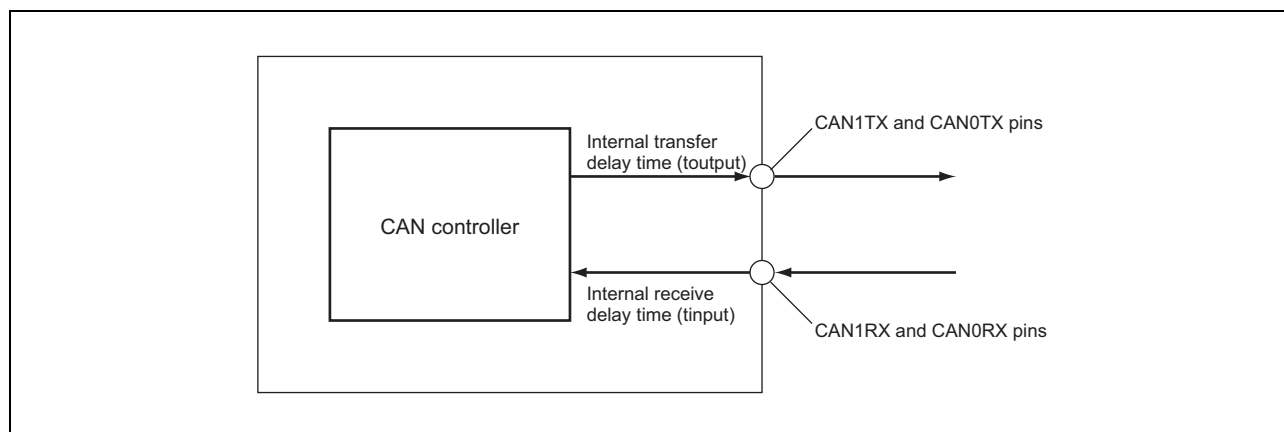 CAN controller
Internal transfer
delay time (toutput)
CAN1TX and CAN0TX pins
Internal receive
delay time (tinput)
CAN1RX and CAN0RX pins